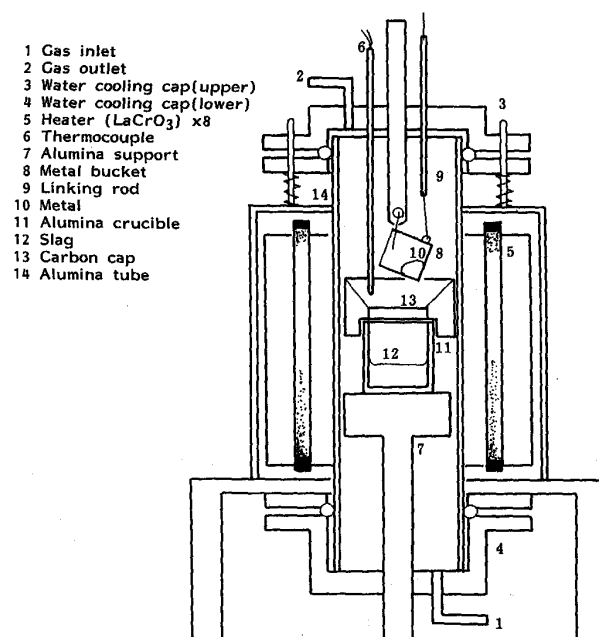 1 Gas inlet
2 Gas outlet
3 Water cooling cap(upper)
4 Water cooling cap(lower)
5 Heater (LaCrO3) x8
6 Thermocouple
7 Alumina support
8 Metal bucket
9 Linking rod
10 Metal
11 Alumina crucible
12 Slag
13 Carbon cap
14 Alumina tube
6
2
3
9
14
10
8
5
13
11
12
7
4
1